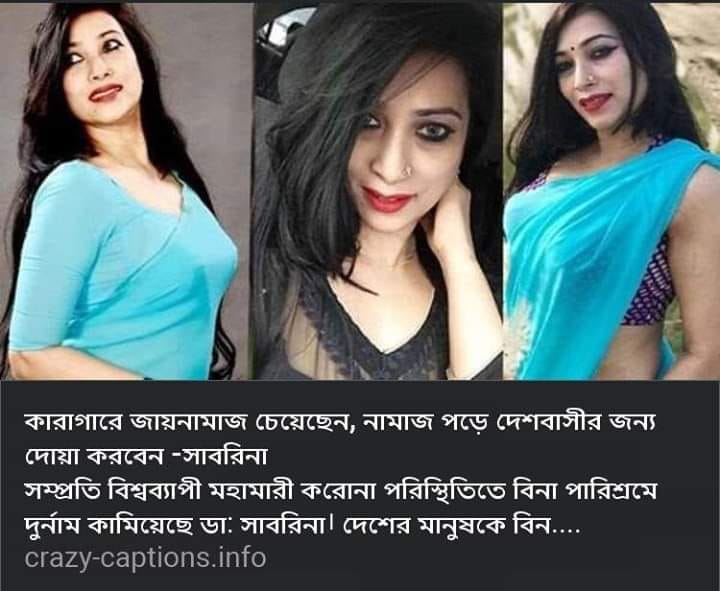 কারাগারে জায়নামাজ চেয়েছেন, নামাজ পড়ে দেশবাসীর জন্য
দোয়া করবেন -সাবরিনা
সম্প্রতি বিশ্বব্যাপী মহামারী করোনা পরিস্থিতিতে বিনা পারিশ্রমে
দুর্নাম কামিয়েছে ডা: সাবরিনা। দেশের মানুষকে বিন....
crazy-captions.info